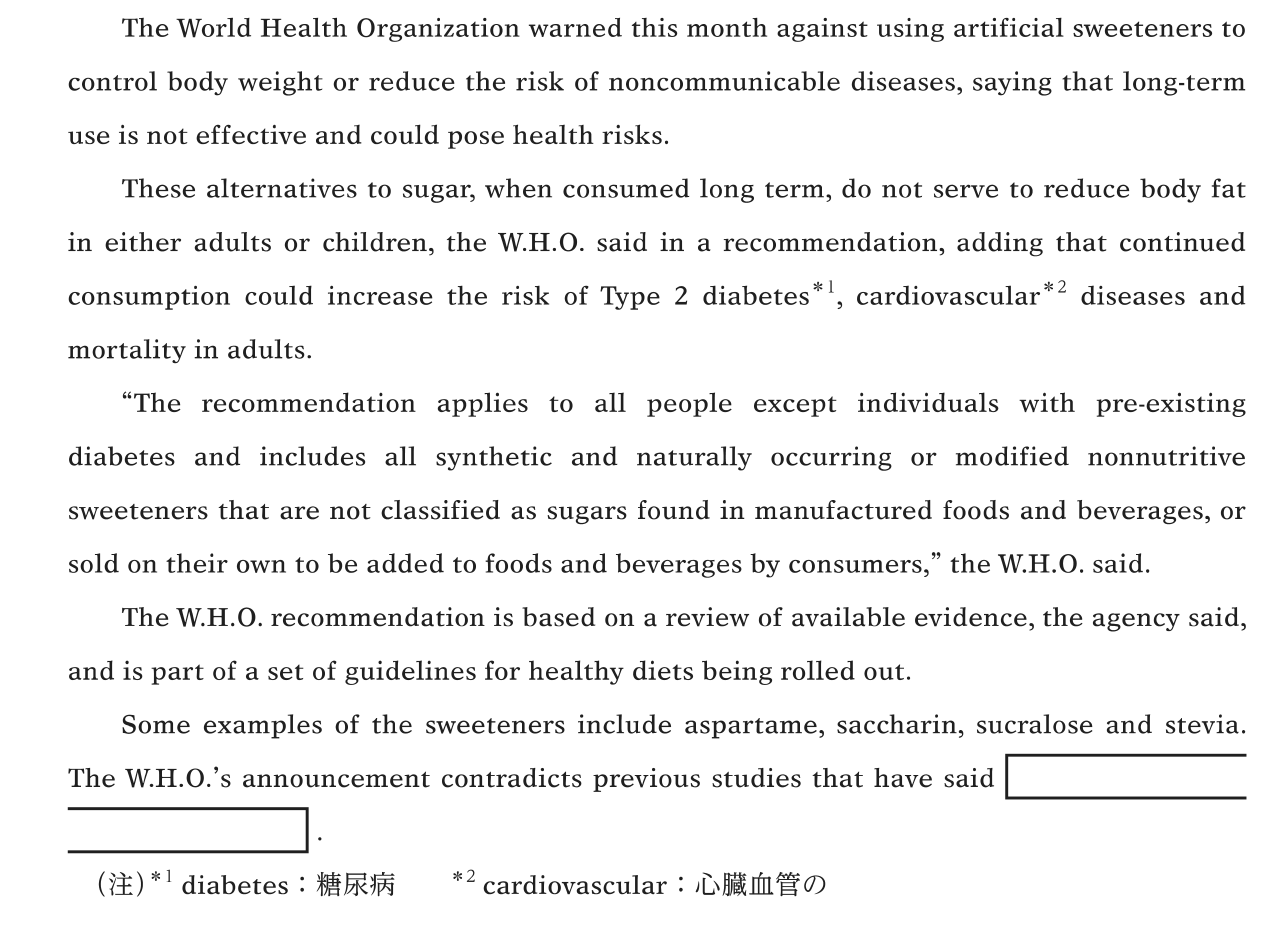 The World Health Organization warned this month against using artificial sweeteners to
control body weight or reduce the risk of noncommunicable diseases, saying that long-term
use is not effective and could pose health risks.
These alternatives to sugar, when consumed long term, do not serve to reduce body fat
in either adults or children, the W.H.O. said in a recommendation, adding that continued
consumption could increase the risk of Type 2 diabetes*1, cardiovascular*2 diseases and
mortality in adults.
“The recommendation applies to all people except individuals with pre-existing
diabetes and includes all synthetic and naturally occurring or modified nonnutritive
sweeteners that are not classified as sugars found in manufactured foods and beverages, or
sold on their own to be added to foods and beverages by consumers,” the W.H.O. said.
The W.H.O. recommendation is based on a review of available evidence, the agency said,
and is part of a set of guidelines for healthy diets being rolled out.
Some examples of the sweeteners include aspartame, saccharin, sucralose and stevia.
The W.H.O.’s announcement contradicts previous studies that have said
.
(注)*1 diabetes:糖尿病 *2 cardiovascular:心臓血管の